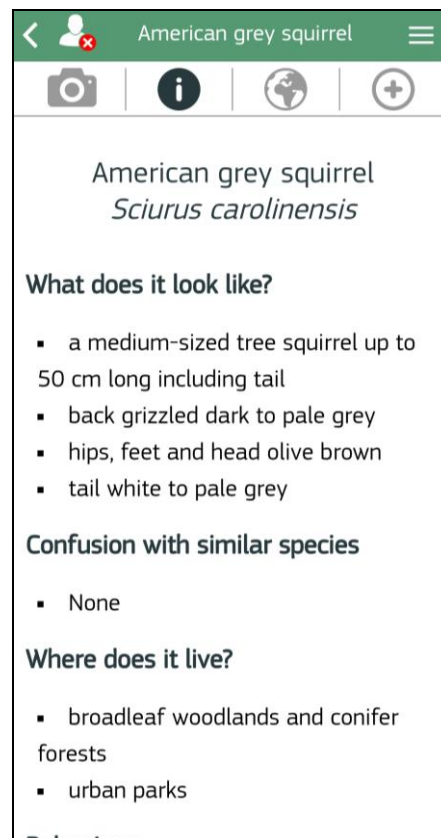 American grey squirrel
American grey squirrel
Sciurus carolinensis
What does it look like?
▪ a medium-sized tree squirrel up to
50 cm long including tail
▪ back grizzled dark to pale grey
▪ hips, feet and head olive brown
▪ tail white to pale grey
Confusion with similar species
▪ None
Where does it live?
▪ broadleaf woodlands and conifer
forests
▪ urban parks